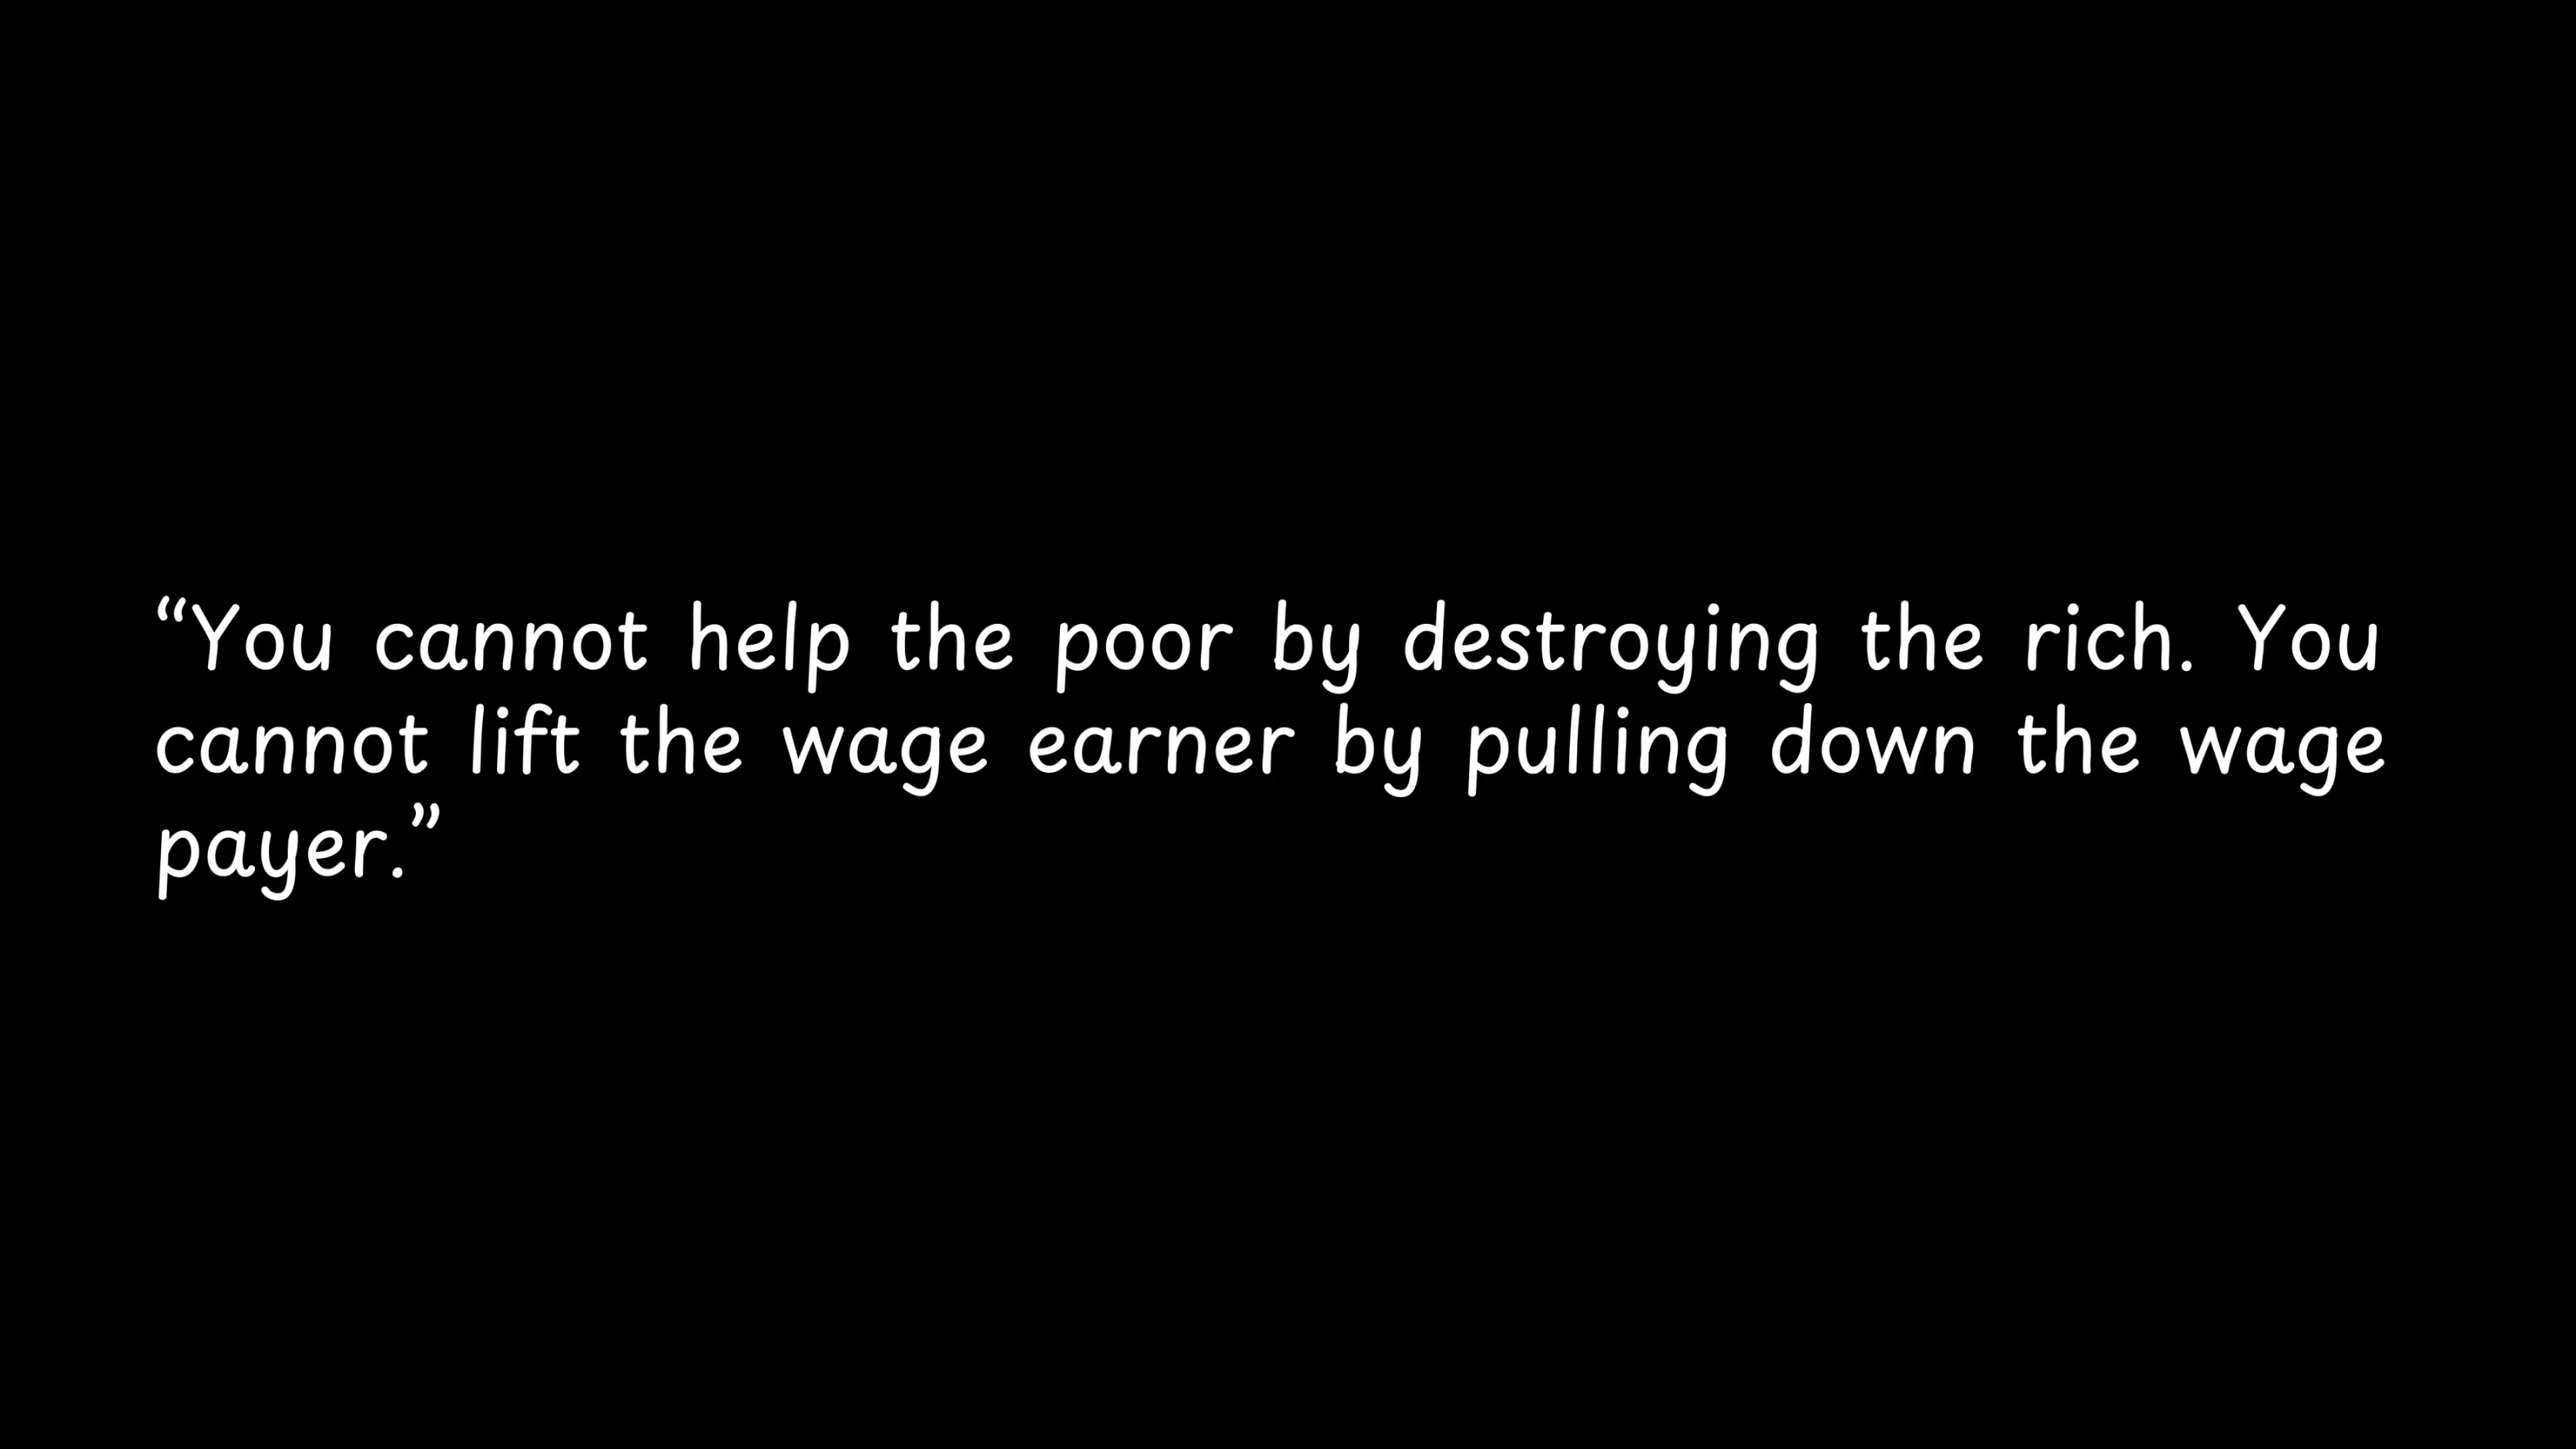 “You cannot help the poor by destroying the rich. You
cannot lift the wage earner by pulling down the wage
payer.”